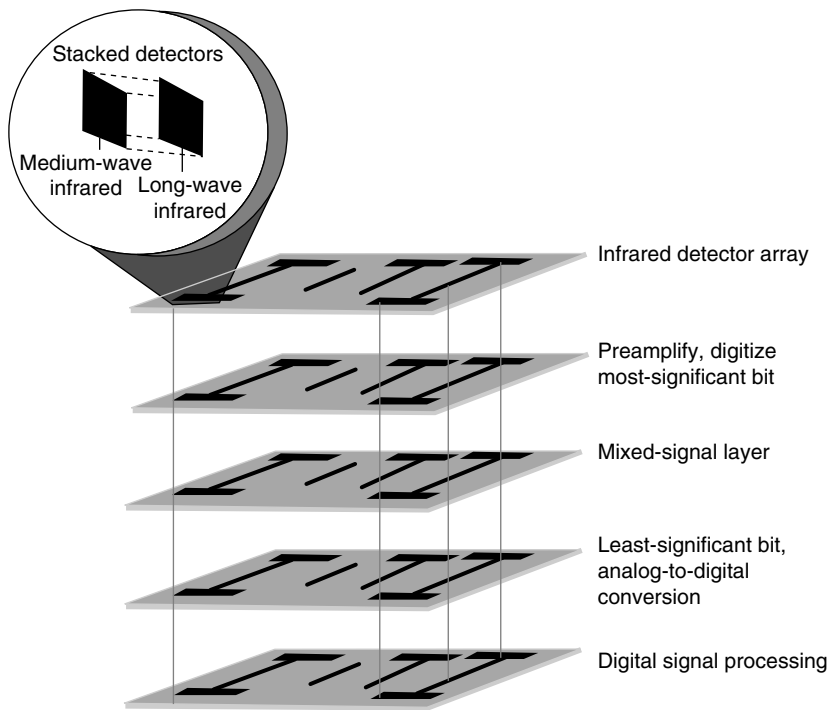 Stacked detectors
Medium-wave
infrared
Long-wave
infrared
Infrared detector array
Preamplify, digitize
most-significant bit
Mixed-signal layer
Least-significant bit,
analog-to-digital
conversion
Digital signal processing